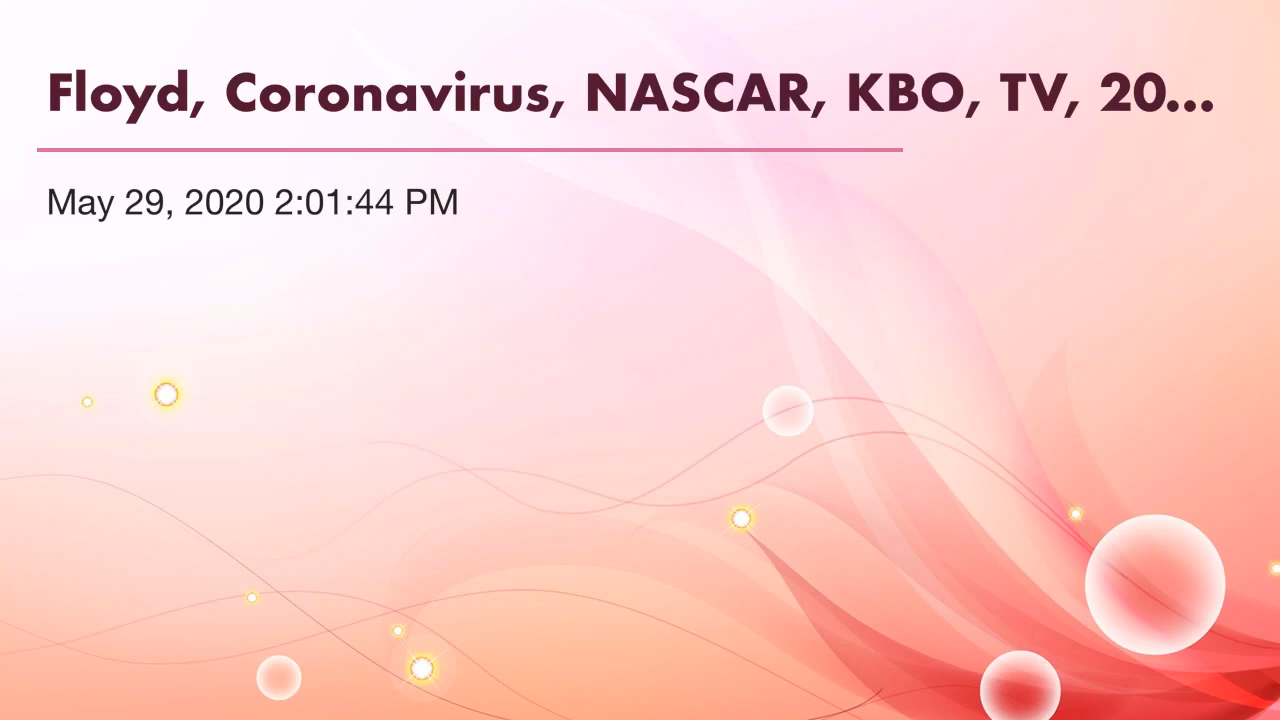 Floyd, Coronavirus, NASCAR, KBO, TV, 20...
May 29, 2020 2:01:44 PM